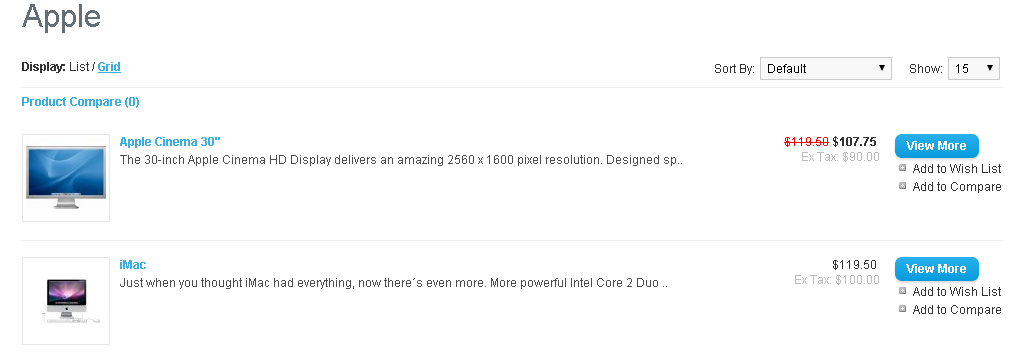 Apple
Display: List / Grid
Sort By: Default
Show: 15
Product Compare (0)
Apple Cinema 30"
The 30-inch Apple Cinema HD Display delivers an amazing 2560 x 1600 pixel resolution. Designed sp..
$119.50 $107.75
Ex Tax: $90.00
View More
Add to Wish List
Add to Compare
iMac
Just when you thought iMac had everything, now there´s even more. More powerful Intel Core 2 Duo ..
$119.50
Ex Tax: $100.00
View More
Add to Wish List
Add to Compare